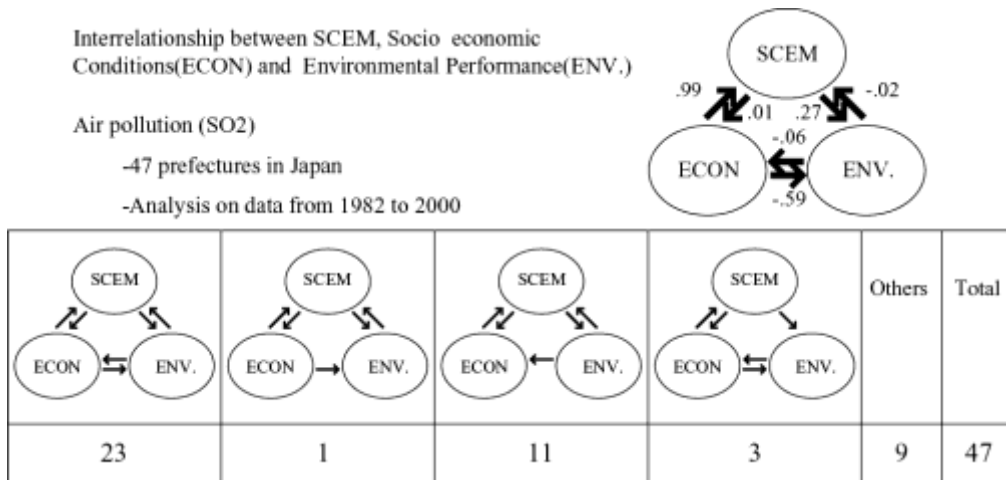 Interrelationship between SCEM, Socio economic
Conditions(ECON) and Environmental Performance(ENV.)
Air pollution (SO2)
-47 prefectures in Japan
-Analysis on data from 1982 to 2000
SCEM
.99
.01
.27
-.02
-.06
ECON
ENV.
-.59
SCEM
ECON
ENV.
SCEM
ECON
ENV.
SCEM
ECON
ENV.
SCEM
ECON
ENV.
Others
Total
23
1
11
3
9
47